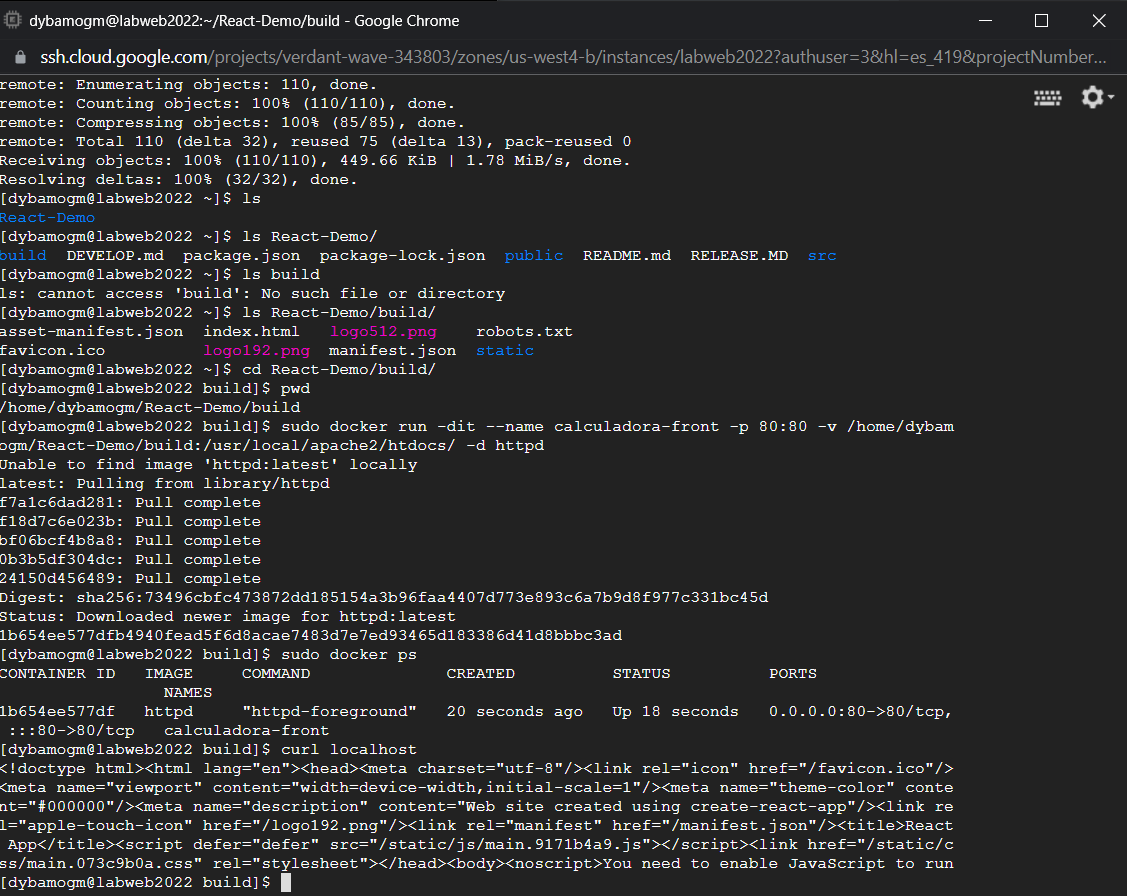 dybamogm@labweb2022:~/React-Demo/build - Google Chrome
ssh.cloud.google.com/projects/verdant-wave-343803/zones/us-west4-b/instances/labweb2022?authuser=3&hl=es_419&projectNumber...
remote: Enumerating objects: 110, done.
remote: Counting objects: 100% (110/110), done.
remote: Compressing objects: 100% (85/85), done.
remote: Total 110 (delta 32), reused 75 (delta 13), pack-reused 0
Receiving objects: 100% (110/110), 449.66 KiB | 1.78 MiB/s, done.
Resolving deltas: 100% (32/32), done.
[dybamogm@labweb2022 ~]$ ls
React-Demo
[dybamogm@labweb2022 ~]$ ls React-Demo/
build  DEVELOP.md  package.json  package-lock.json  public  README.md  RELEASE.MD  src
[dybamogm@labweb2022 ~]$ ls build
ls: cannot access 'build': No such file or directory
[dybamogm@labweb2022 ~]$ ls React-Demo/build/
asset-manifest.json  index.html   logo512.png    robots.txt
favicon.ico          logo192.png  manifest.json  static
[dybamogm@labweb2022 ~]$ cd React-Demo/build/
[dybamogm@labweb2022 build]$ pwd
/home/dybamogm/React-Demo/build
[dybamogm@labweb2022 build]$ sudo docker run -dit --name calculadora-front -p 80:80 -v /home/dybam
ogm/React-Demo/build:/usr/local/apache2/htdocs/ -d httpd
Unable to find image 'httpd:latest' locally
latest: Pulling from library/httpd
f7a1c6dad281: Pull complete
f18d7c6e023b: Pull complete
bf06bcf4b8a8: Pull complete
0b3b5df304dc: Pull complete
24150d456489: Pull complete
Digest: sha256:73496cbfc473872dd185154a3b96faa4407d773e893c6a7b9d8f977c331bc45d
Status: Downloaded newer image for httpd:latest
1b654ee577dfb4940fead5f6d8acae7483d7e7ed93465d183386d41d8bbbc3ad
[dybamogm@labweb2022 build]$ sudo docker ps
CONTAINER ID   IMAGE     COMMAND              CREATED          STATUS          PORTS
NAMES
1b654ee577df   httpd     "httpd-foreground"   20 seconds ago   Up 18 seconds   0.0.0.0:80->80/tcp,
:::80->80/tcp   calculadora-front
[dybamogm@labweb2022 build]$ curl localhost
<!doctype html><html lang="en"><head><meta charset="utf-8"/><link rel="icon" href="/favicon.ico"/>
<meta name="viewport" content="width=device-width,initial-scale=1"/><meta name="theme-color" conte
nt="#000000"/><meta name="description" content="Web site created using create-react-app"/><link re
l="apple-touch-icon" href="/logo192.png"/><link rel="manifest" href="/manifest.json"/><title>React
App</title><script defer="defer" src="/static/js/main.9171b4a9.js"></script><link href="/static/c
ss/main.073c9b0a.css" rel="stylesheet"></head><body><noscript>You need to enable JavaScript to run
[dybamogm@labweb2022 build]$